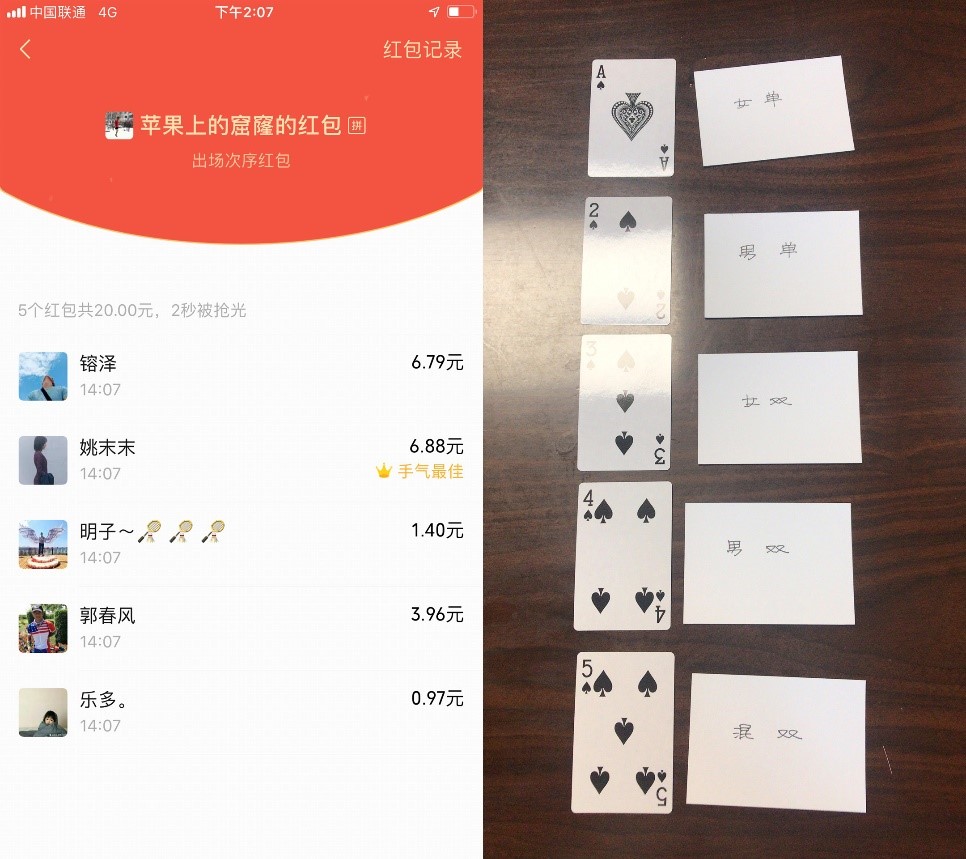 中国联通 4G 下午2:07
红包记录
苹果上的窟窿的红包 拼
出场次序红包
5个红包共20.00元，2秒被抢光
镕泽 6.79元
14:07
姚末末 6.88元
14:07 手气最佳
明子～🏸🏸🏸 1.40元
14:07
郭春风 3.96元
14:07
乐多。 0.97元
14:07
A
女单
A
2
男单
2
3
女双
3
4
男双
4
5
混双
5